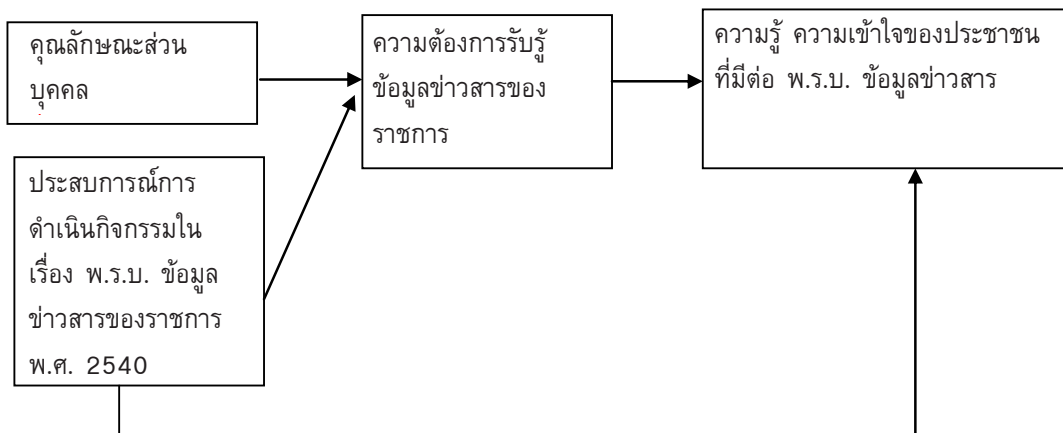 คุณลักษณะส่วน
บุคคล
ความต้องการรับรู้
ข้อมูลข่าวสารของ
ราชการ
ความรู้ ความเข้าใจของประชาชน
ที่มีต่อ พ.ร.บ. ข้อมูลข่าวสาร
ประสบการณ์การ
ดำเนินกิจกรรมใน
เรื่อง พ.ร.บ. ข้อมูล
ข่าวสารของราชการ
พ.ศ. 2540